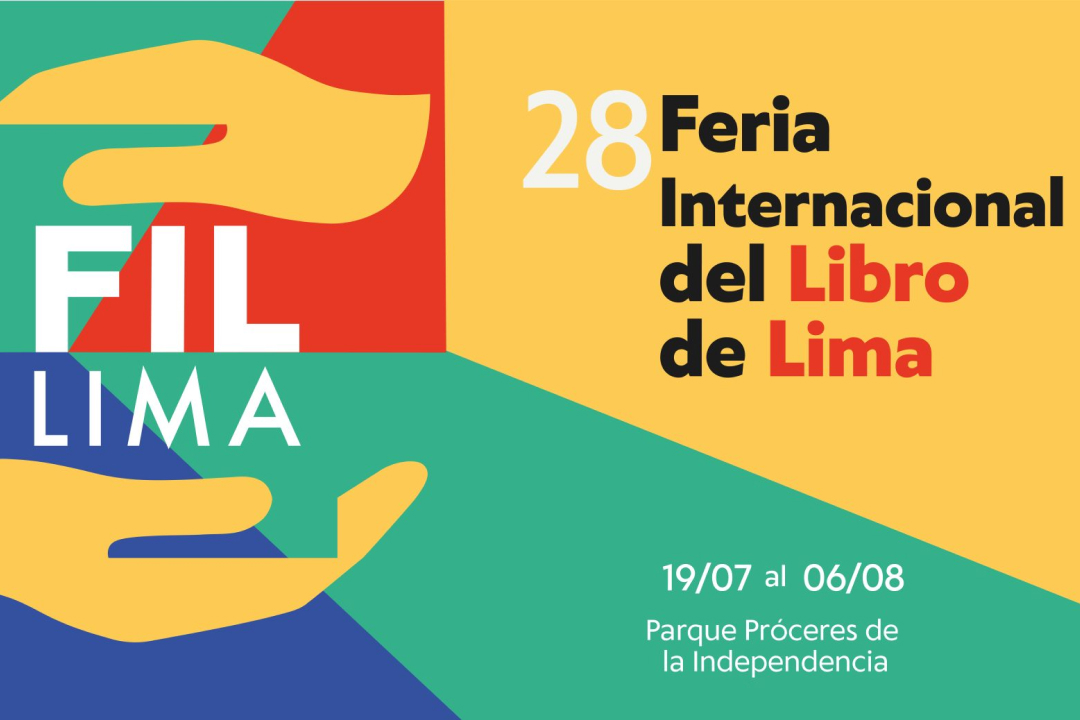 FIL
LIMA
28 Feria
Internacional
del Libro
de Lima
19/07 al 06/08
Parque Próceres de
la Independencia